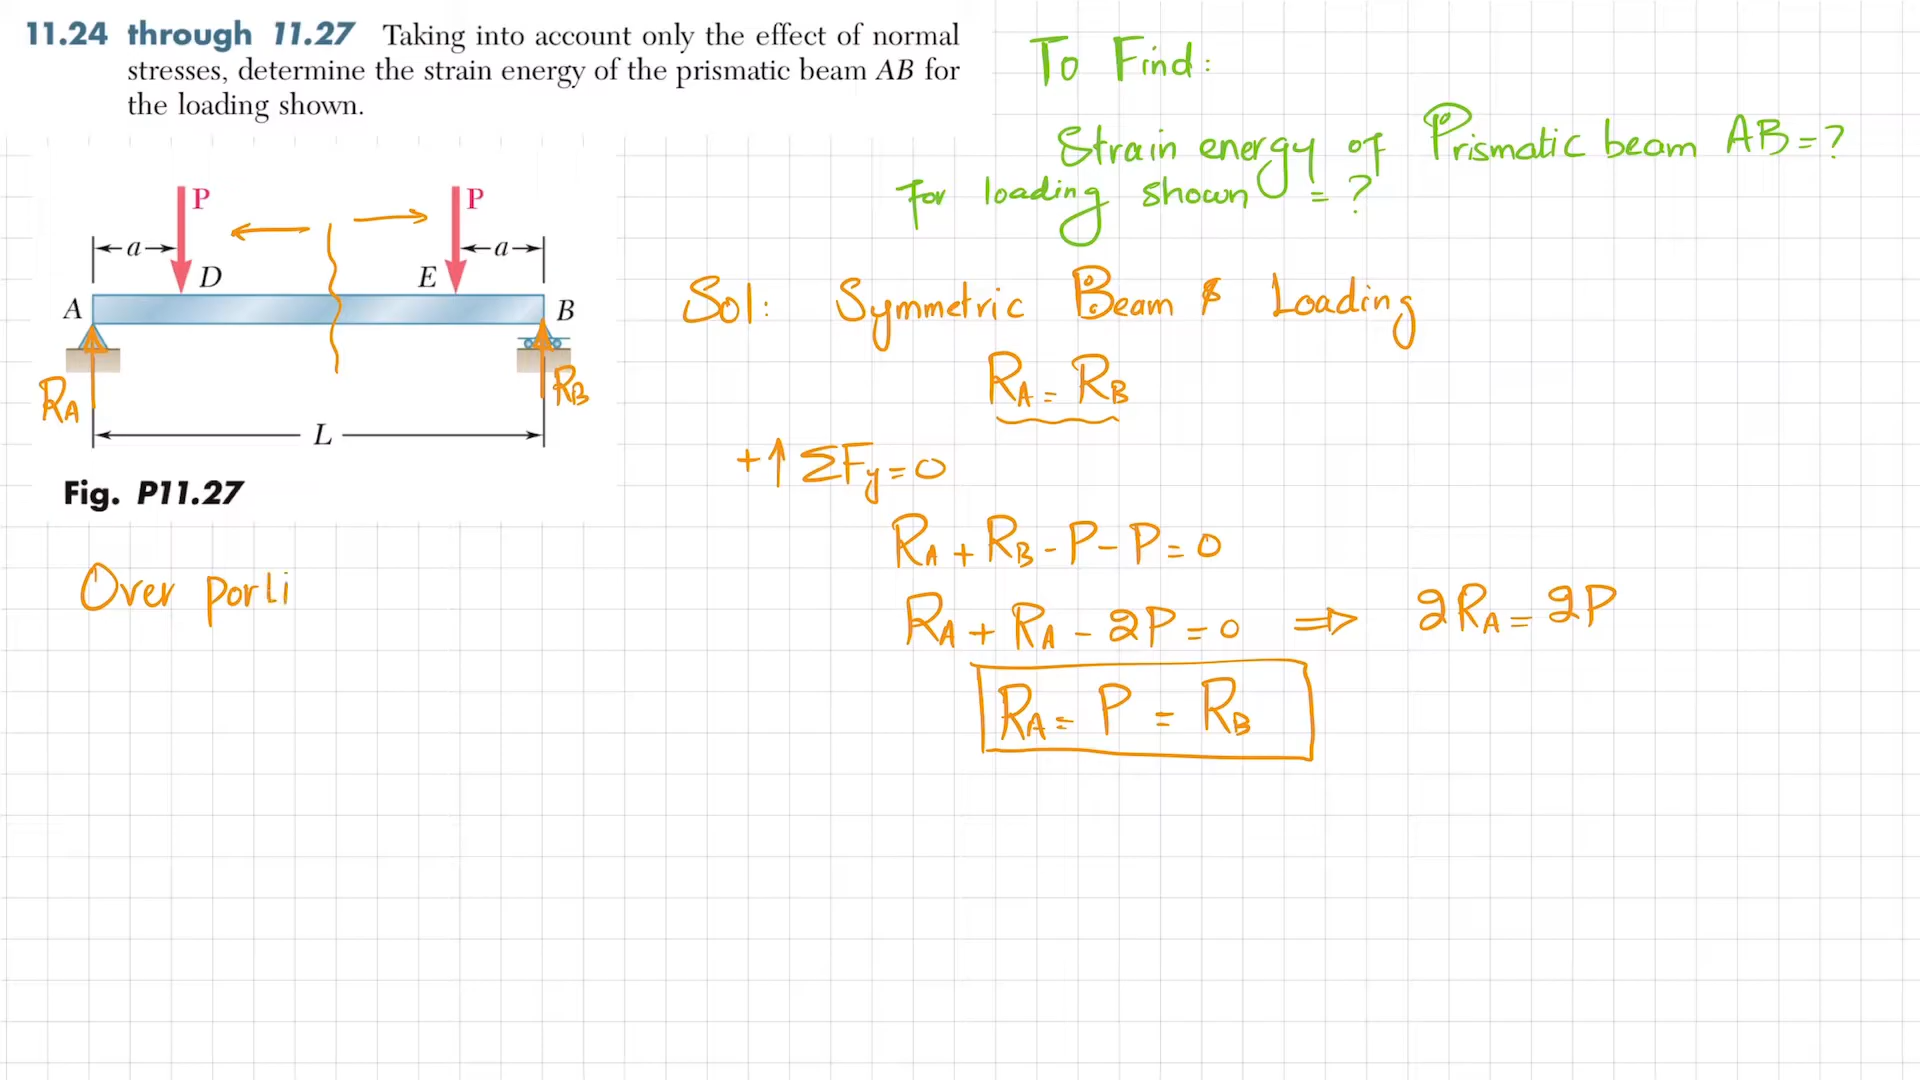 11.24 through 11.27 Taking into account only the effect of normal
stresses, determine the strain energy of the prismatic beam AB for
the loading shown.
To Find:
Strain energy of Prismatic beam AB = ?
For loading shown = ?
P P
a a
D E
A B
RA RB
L
Fig. P11.27
Sol: Symmetric Beam & Loading
RA = RB
+↑ ΣFy = 0
RA + RB - P - P = 0
RA + RA - 2P = 0 ⇒ 2RA = 2P
RA = P = RB
Over porti